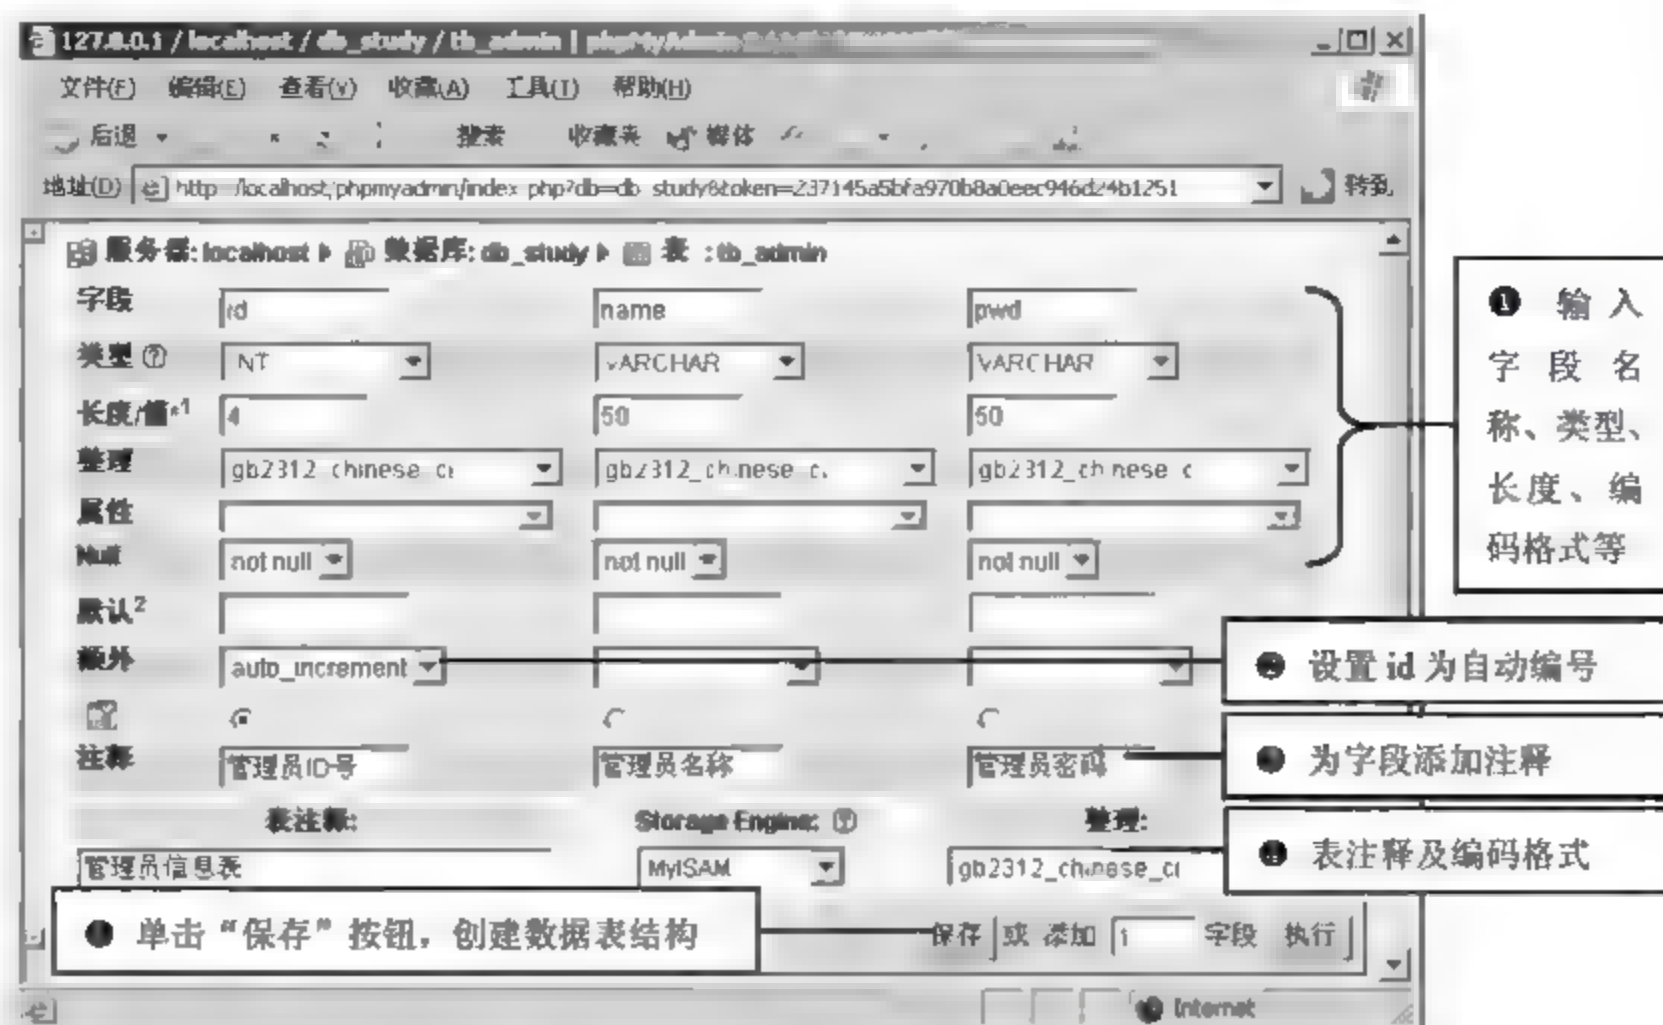 127.0.0.1 / localhost / db_study / tb_admin | phpMyAdmin
文件(F) 编辑(E) 查看(V) 收藏(A) 工具(T) 帮助(H)
后退 搜索 收藏夹 媒体
地址(D) http://localhost/phpmyadmin/index.php?db=db_study&token=237145a5bfa970b8a0eec946d24b1251 转到
服务器: localhost 数据库: db_study 表 : tb_admin
字段 id name pwd
类型 INT VARCHAR VARCHAR
长度/值*1 4 50 50
整理 gb2312_chinese_ci gb2312_chinese_ci gb2312_chinese_c
属性
Null not null not null not null
默认2
额外 auto_increment
注释 管理员ID号 管理员名称 管理员密码
表注释: Storage Engine: 整理:
管理员信息表 MyISAM gb2312_chinese_ci
保存 或 添加 1 字段 执行
Internet
❶ 输入
字段名
称、类型、
长度、编
码格式等
设置 id 为自动编号
为字段添加注释
表注释及编码格式
单击“保存”按钮，创建数据表结构